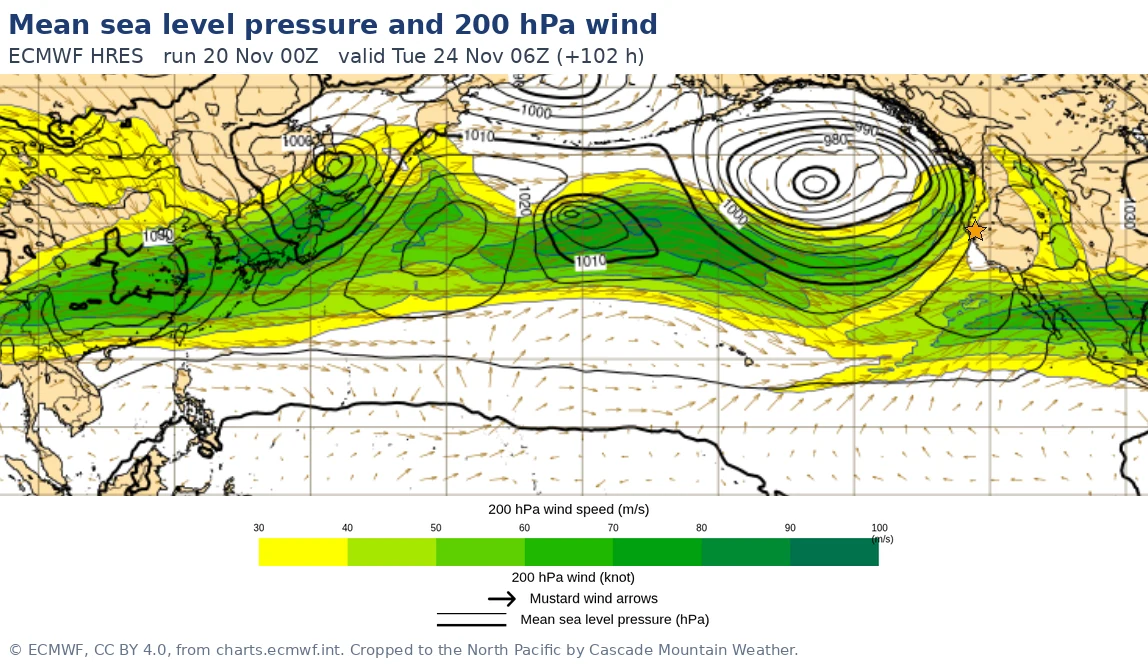 Mean sea level pressure and 200 hPa wind
ECMWF HRES run 20 Nov 00Z valid Tue 24 Nov 06Z (+102 h)
1000
1000
1010
980
990
1020
1000
1030
1010
200 hPa wind speed (m/s)
30 40 50 60 70 80 90 100
(m/s)
200 hPa wind (knot)
Mustard wind arrows
Mean sea level pressure (hPa)
© ECMWF, CC BY 4.0, from charts.ecmwf.int. Cropped to the North Pacific by Cascade Mountain Weather.